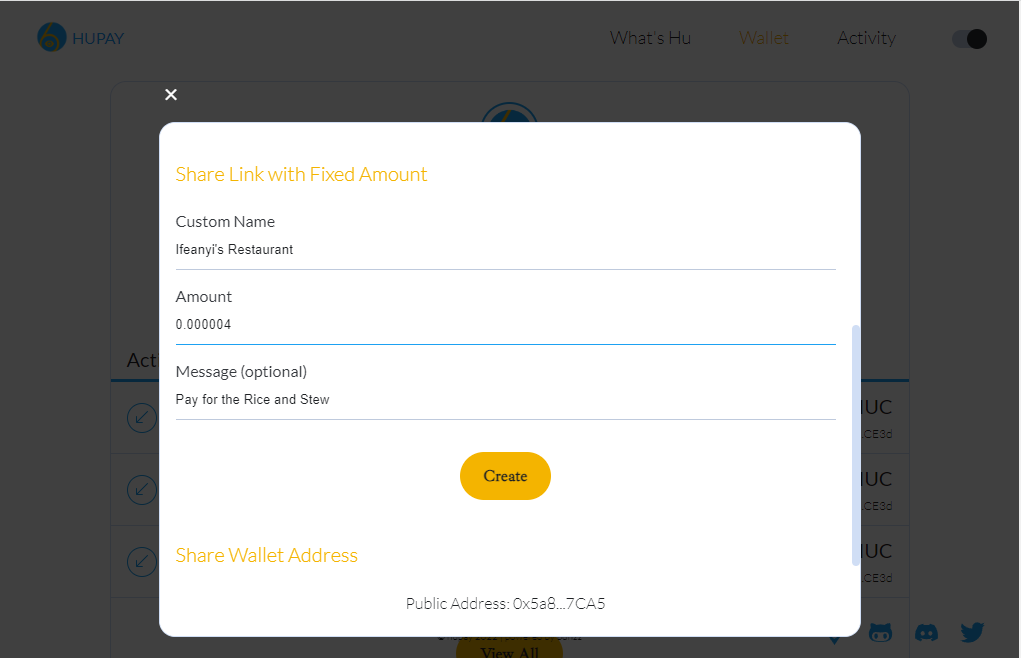 HUPAY
What's Hu
Wallet
Activity
Share Link with Fixed Amount
Custom Name
Ifeanyi's Restaurant
Amount
0.000004
Message (optional)
Pay for the Rice and Stew
Create
Share Wallet Address
Public Address: 0x5a8...7CA5
HUC
.CE3d
HUC
.CE3d
HUC
.CE3d
View All